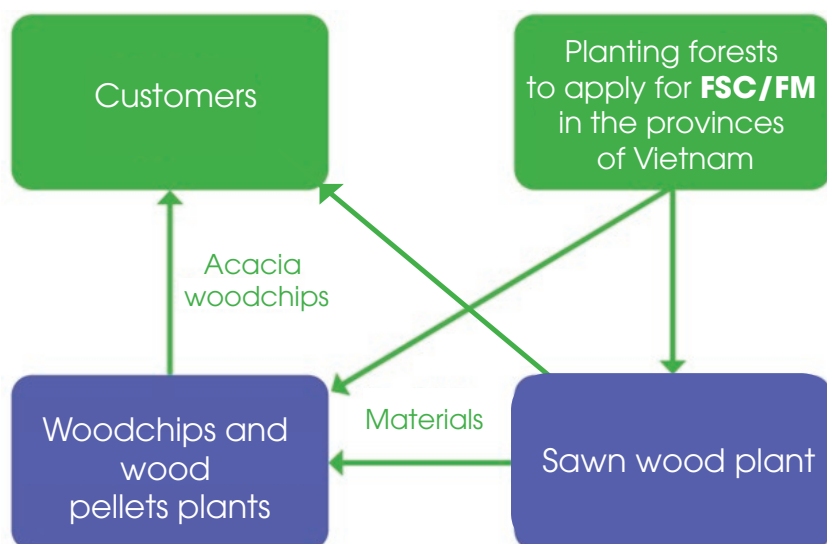 Customers
Planting forests
to apply for FSC/FM
in the provinces
of Vietnam
Acacia
woodchips
Materials
Woodchips and
wood
pellets plants
Sawn wood plant